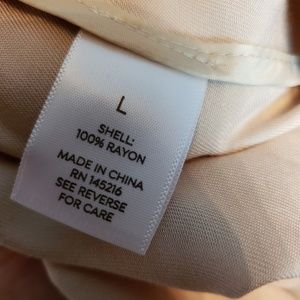 L
SHELL:
100% RAYON
MADE IN CHINA
RN 145216
SEE REVERSE
FOR CARE